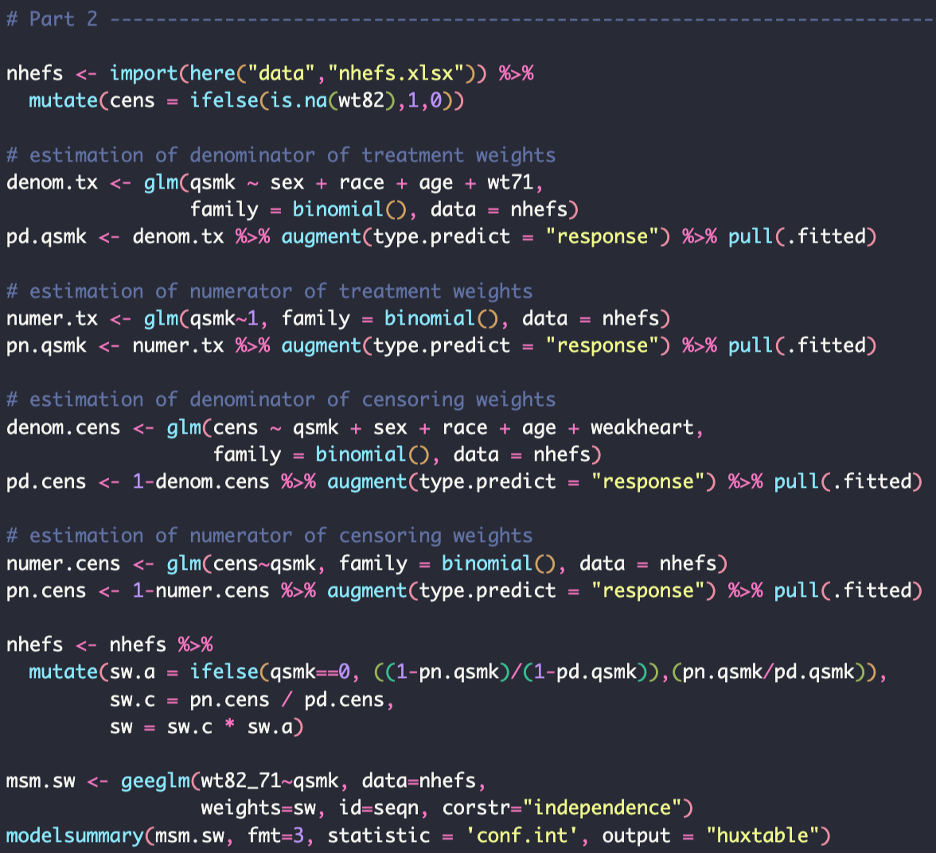 # Part 2 -------------------------------------------------------------------------
nhefs <- import(here("data","nhefs.xlsx")) %>%
  mutate(cens = ifelse(is.na(wt82),1,0))
# estimation of denominator of treatment weights
denom.tx <- glm(qsmk ~ sex + race + age + wt71,
                family = binomial(), data = nhefs)
pd.qsmk <- denom.tx %>% augment(type.predict = "response") %>% pull(.fitted)
# estimation of numerator of treatment weights
numer.tx <- glm(qsmk~1, family = binomial(), data = nhefs)
pn.qsmk <- numer.tx %>% augment(type.predict = "response") %>% pull(.fitted)
# estimation of denominator of censoring weights
denom.cens <- glm(cens ~ qsmk + sex + race + age + weakheart,
                  family = binomial(), data = nhefs)
pd.cens <- 1-denom.cens %>% augment(type.predict = "response") %>% pull(.fitted)
# estimation of numerator of censoring weights
numer.cens <- glm(cens~qsmk, family = binomial(), data = nhefs)
pn.cens <- 1-numer.cens %>% augment(type.predict = "response") %>% pull(.fitted)
nhefs <- nhefs %>%
  mutate(sw.a = ifelse(qsmk==0, ((1-pn.qsmk)/(1-pd.qsmk)),(pn.qsmk/pd.qsmk)),
         sw.c = pn.cens / pd.cens,
         sw = sw.c * sw.a)
msm.sw <- geeglm(wt82_71~qsmk, data=nhefs,
                 weights=sw, id=seqn, corstr="independence")
modelsummary(msm.sw, fmt=3, statistic = 'conf.int', output = "huxtable")